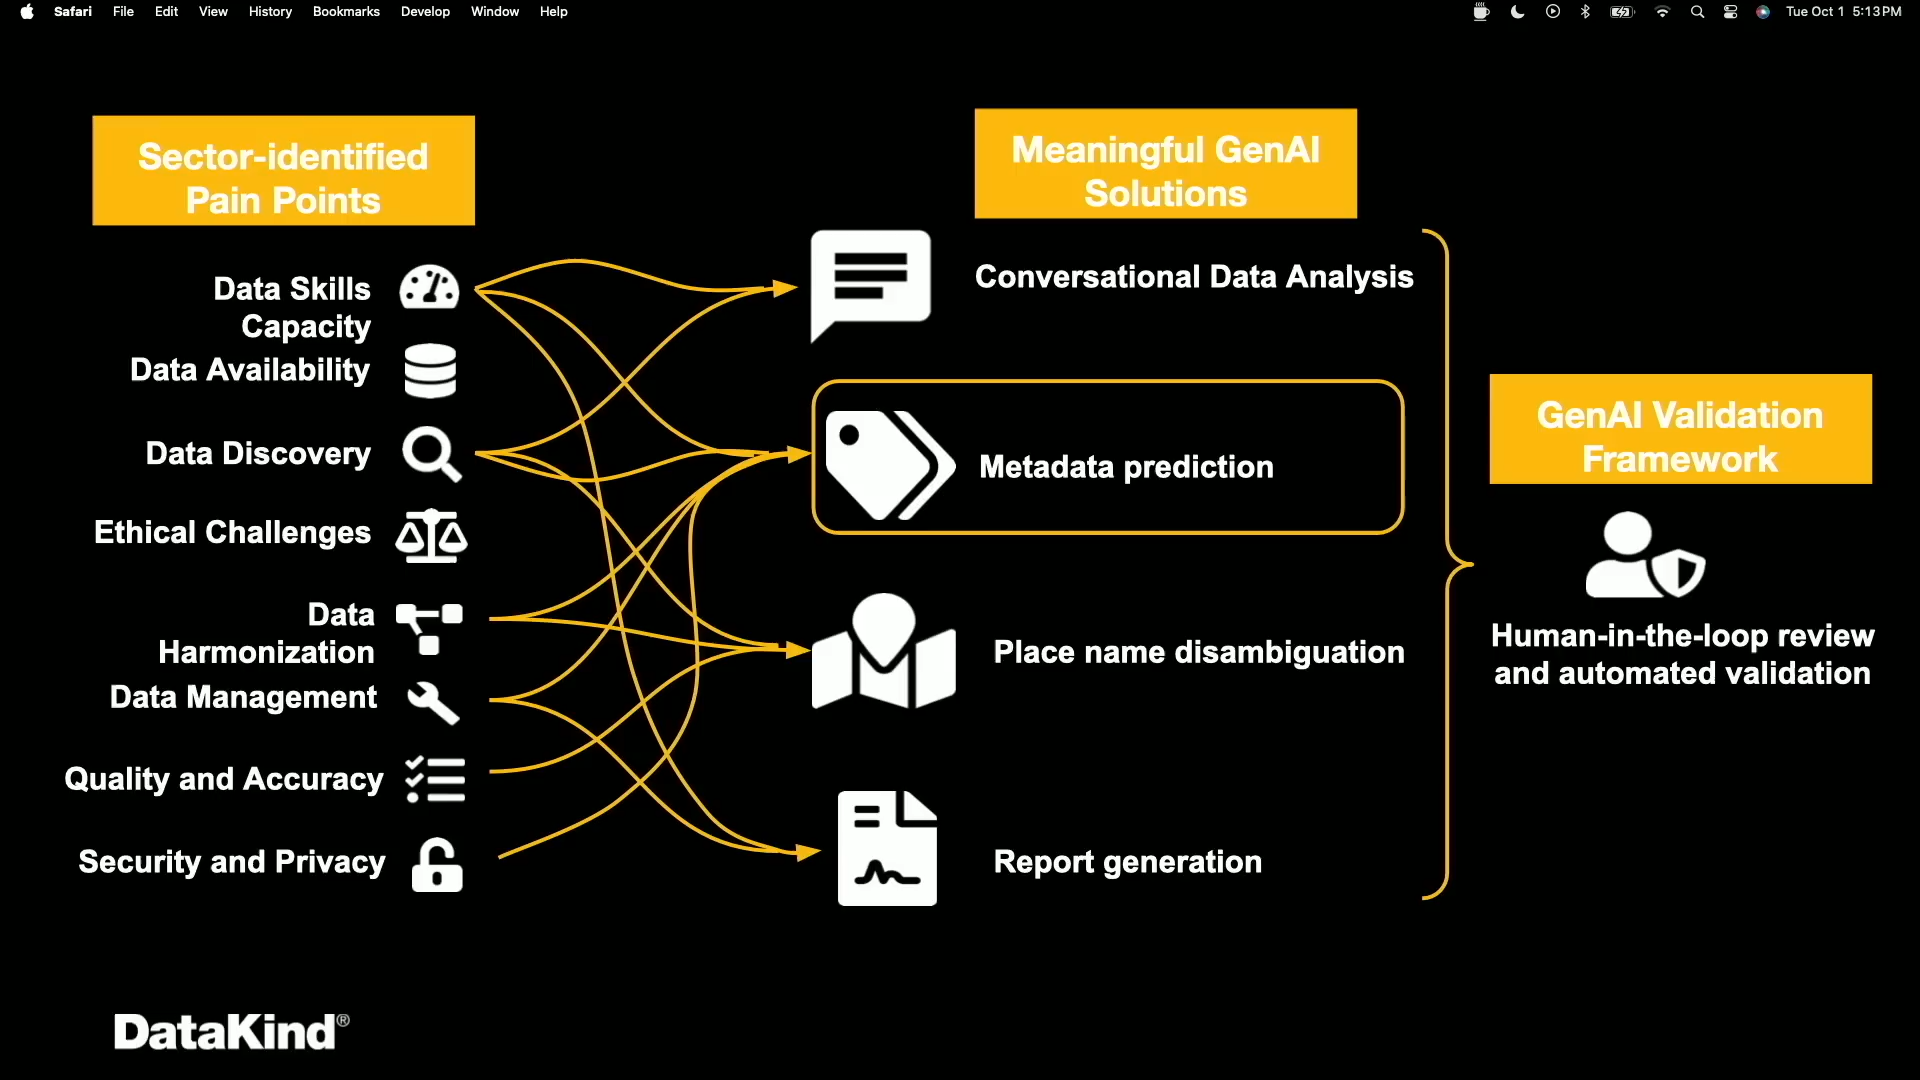 Safari File Edit View History Bookmarks Develop Window Help
Tue Oct 1 5:13 PM
Sector-identified
Pain Points
Data Skills
Capacity
Data Availability
Data Discovery
Ethical Challenges
Data
Harmonization
Data Management
Quality and Accuracy
Security and Privacy
Meaningful GenAI
Solutions
Conversational Data Analysis
Metadata prediction
Place name disambiguation
Report generation
GenAI Validation
Framework
Human-in-the-loop review
and automated validation
DataKind®